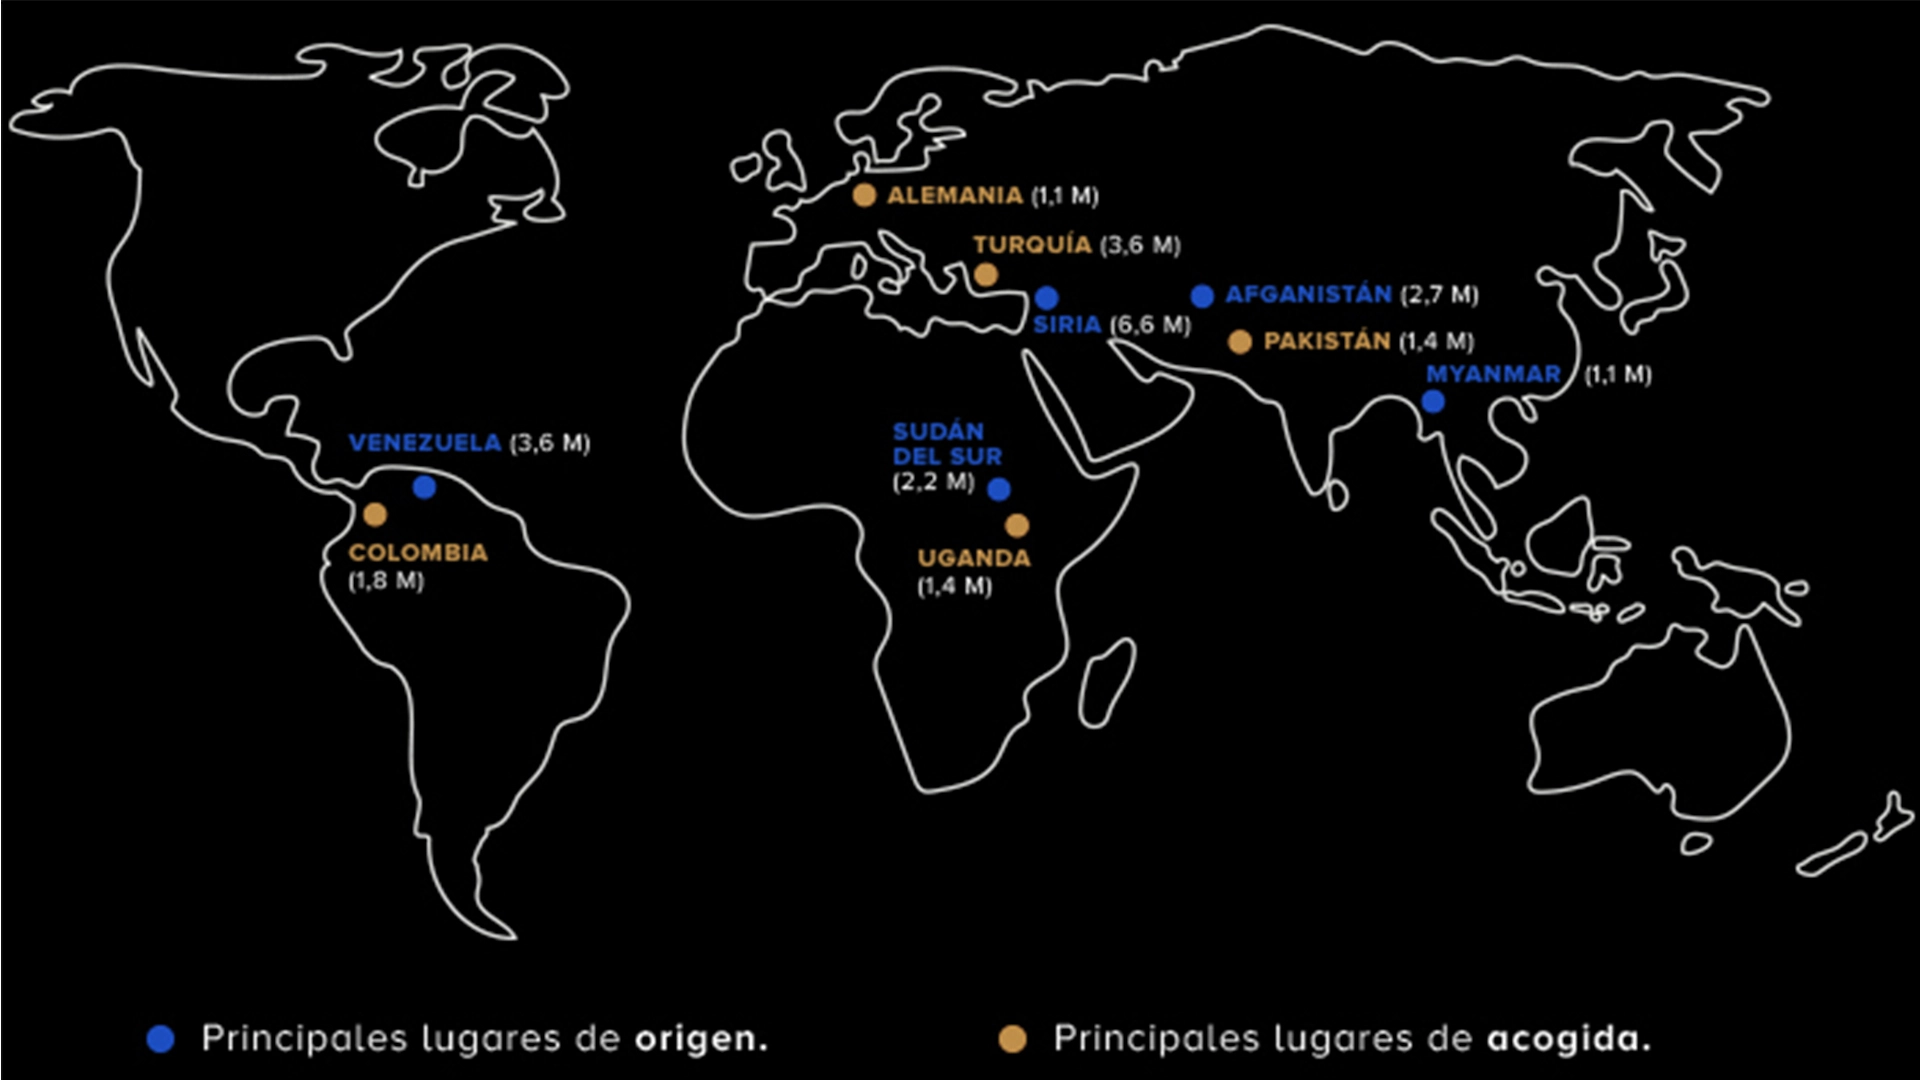 ALEMANIA (1,1 M)
TURQUÍA (3,6 M)
AFGANISTÁN (2,7 M)
SIRIA (6,6 M)
PAKISTÁN (1,4 M)
MYANMAR (1,1 M)
VENEZUELA (3,6 M)
SUDÁN
DEL SUR
(2,2 M)
COLOMBIA
(1,8 M)
UGANDA
(1,4 M)
Principales lugares de origen.
Principales lugares de acogida.